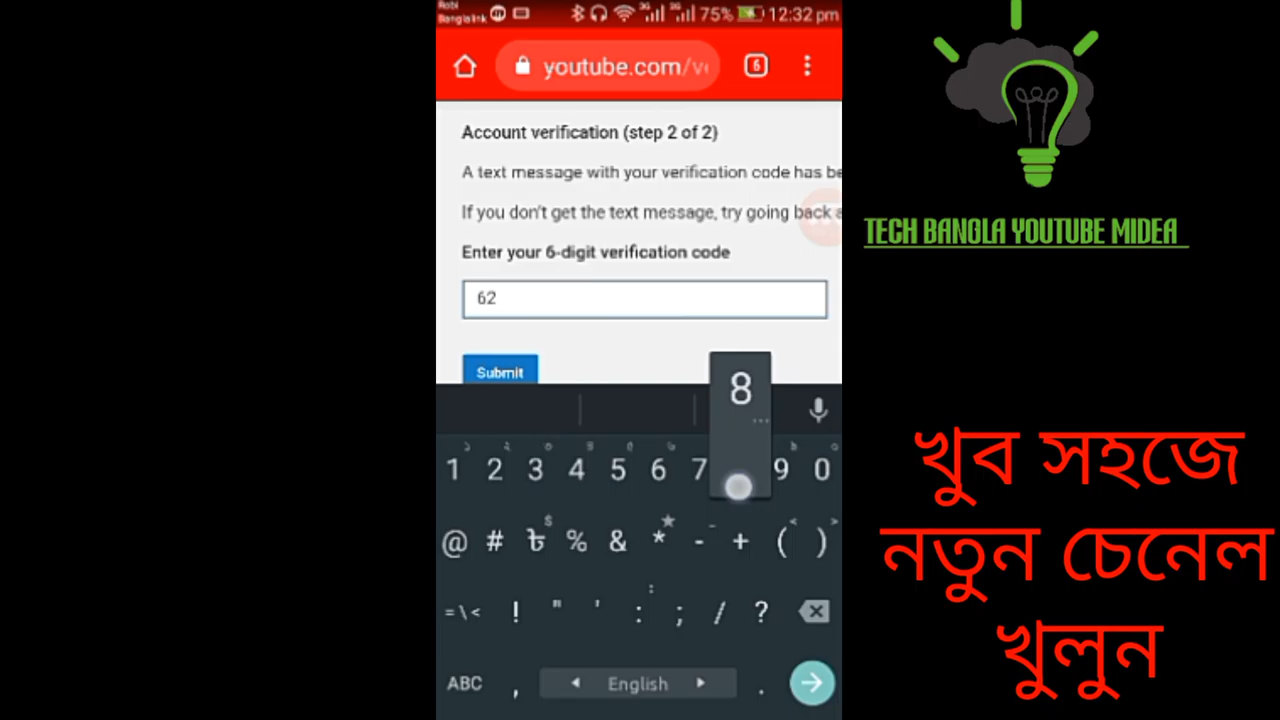 Robi
Banglalink
75% 12:32 pm
youtube.com/ve
6
Account verification (step 2 of 2)
A text message with your verification code has be
If you don't get the text message, try going back a
Enter your 6-digit verification code
62
Submit
8
1 2 3 4 5 6 7 9 0
@ # ৳ % & * - + ( )
=\< ! " ' : ; / ?
ABC , English .
TECH BANGLA YOUTUBE MIDEA
খুব সহজে
নতুন চেনেল
খুলুন